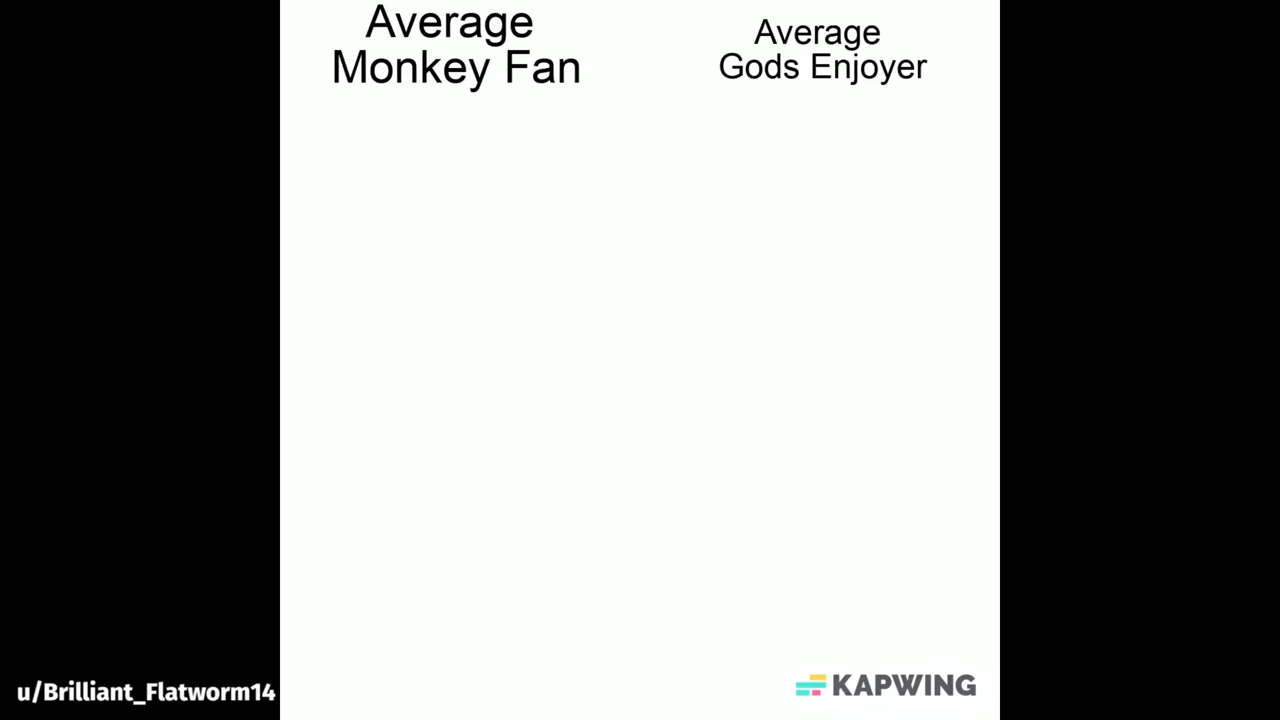 Average
Monkey Fan
Average
Gods Enjoyer
u/Brilliant_Flatworm14
KAPWING